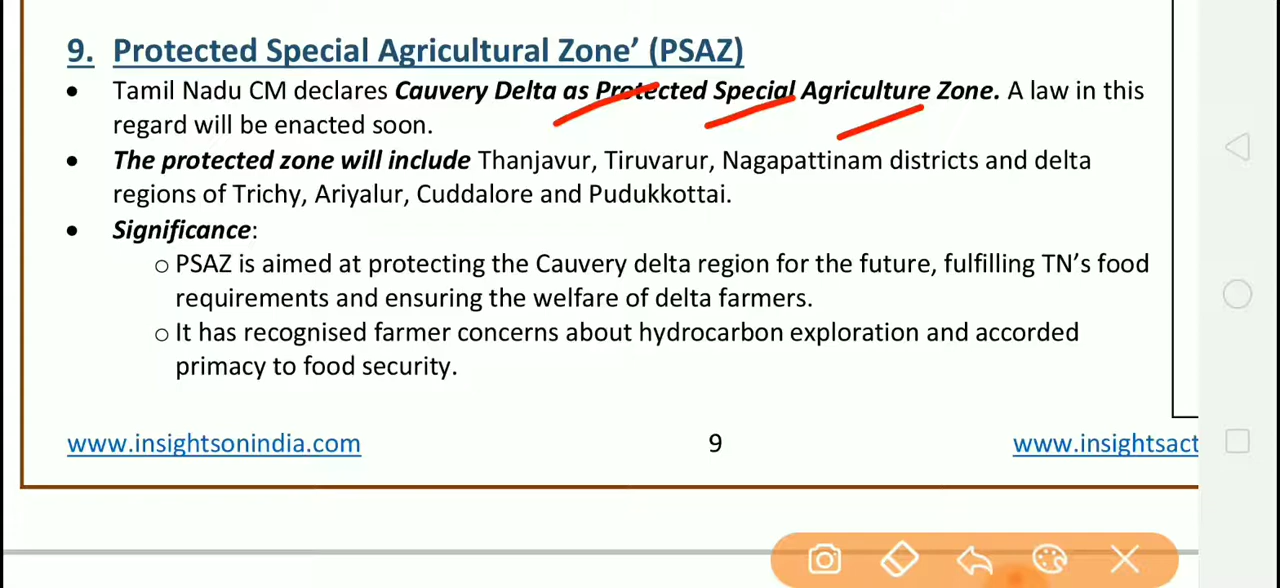 9. Protected Special Agricultural Zone’ (PSAZ)
• Tamil Nadu CM declares Cauvery Delta as Protected Special Agriculture Zone. A law in this
regard will be enacted soon.
• The protected zone will include Thanjavur, Tiruvarur, Nagapattinam districts and delta
regions of Trichy, Ariyalur, Cuddalore and Pudukkottai.
• Significance:
o PSAZ is aimed at protecting the Cauvery delta region for the future, fulfilling TN’s food
requirements and ensuring the welfare of delta farmers.
o It has recognised farmer concerns about hydrocarbon exploration and accorded
primacy to food security.
www.insightsonindia.com 9 www.insightsact